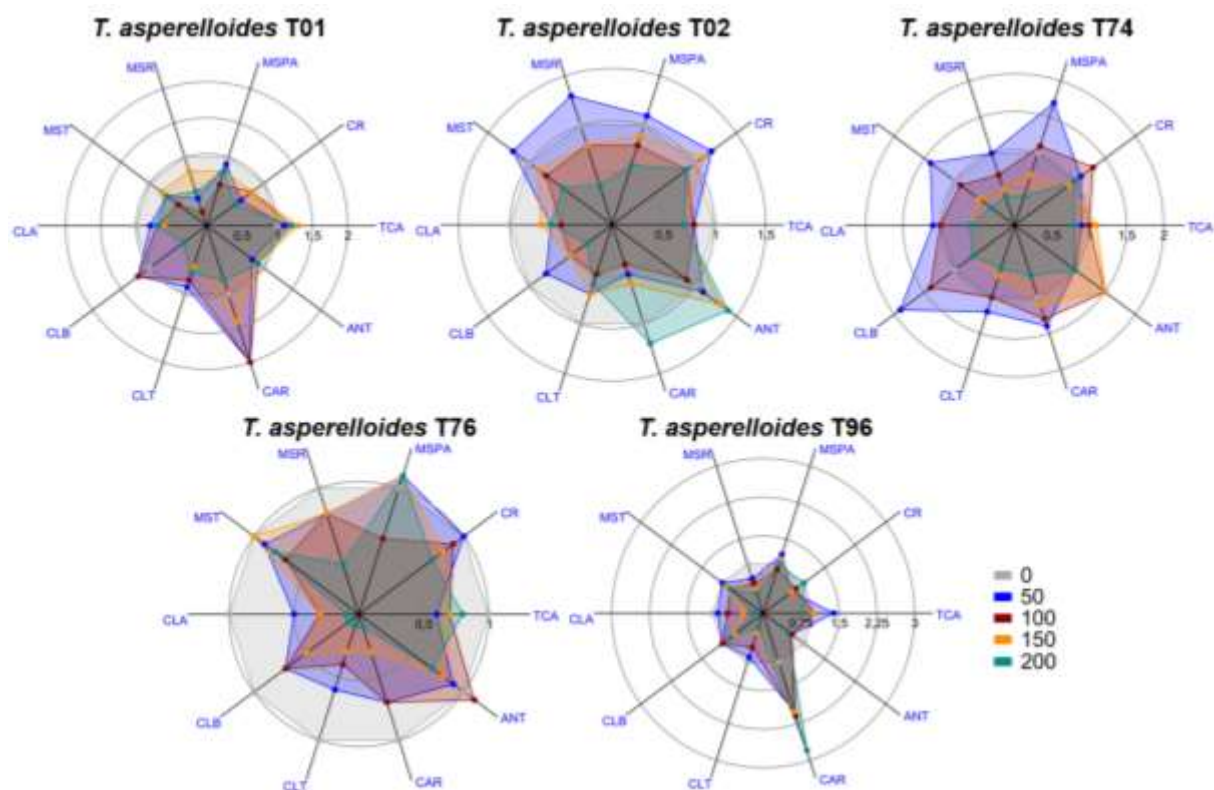 T. asperelloides T01
MSR
MSPA
MST
CR
CLA
0,5
1
1,5
2
TCA
CLB
ANT
CLT
CAR
T. asperelloides T02
MSR
MSPA
MST
CR
CLA
0,5
1
1,5
TCA
CLB
ANT
CLT
CAR
T. asperelloides T74
MSR
MSPA
MST
CR
CLA
0,5
1
1,5
2
TCA
CLB
ANT
CLT
CAR
T. asperelloides T76
MSR
MSPA
MST
CR
CLA
0,5
1
TCA
CLB
ANT
CLT
CAR
T. asperelloides T96
MSR
MSPA
MST
CR
CLA
0,75
1,5
2,25
3
TCA
CLB
ANT
CLT
CAR
0
50
100
150
200